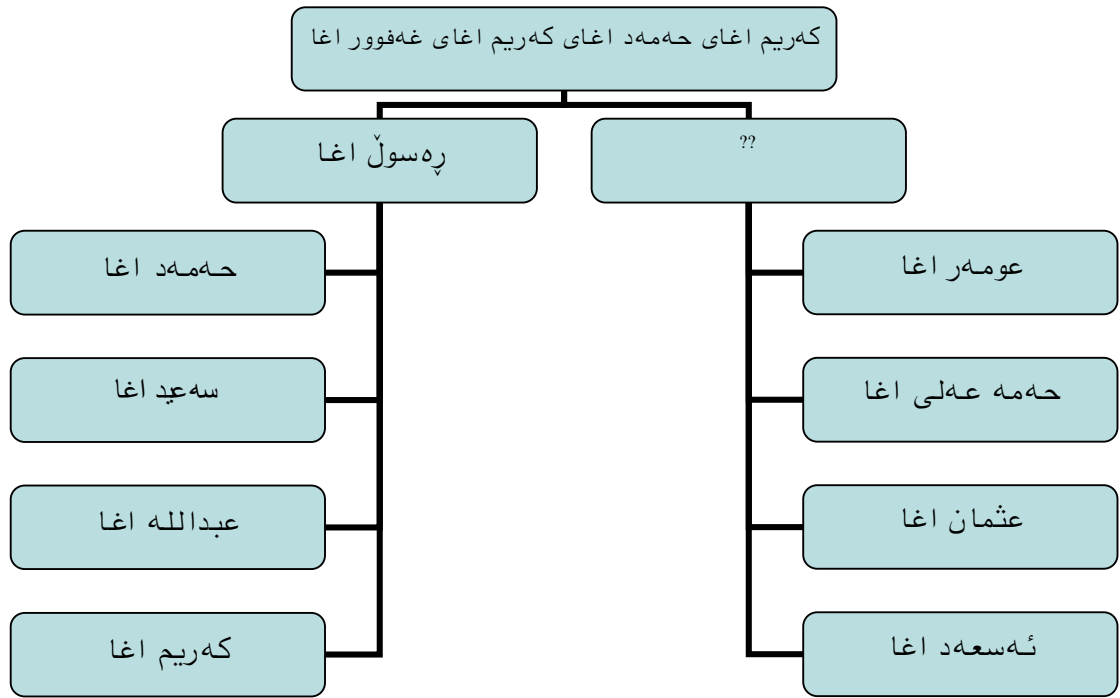 کەریم اغای حەمەد اغای کەریم اغای غەفوور اغا
??
ڕەسوڵ اغا
عومەر اغا
حەمەد اغا
حەمە عەلی اغا
سەعید اغا
عثمان اغا
عبداللە اغا
ئەسعەد اغا
کەریم اغا